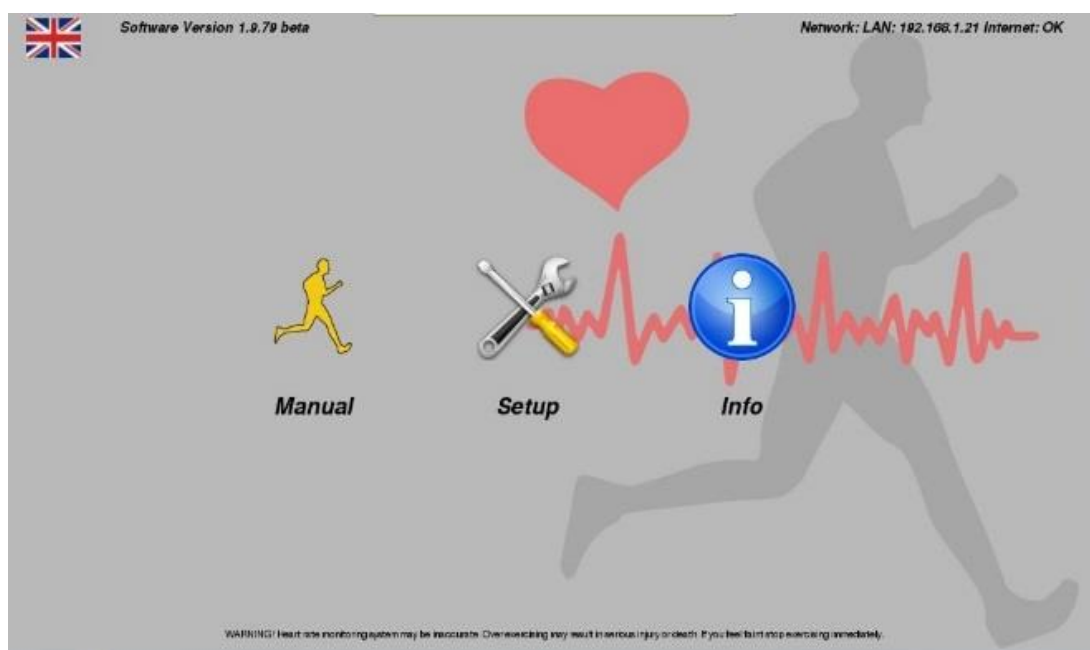 Software Version 1.9.79 beta
Network: LAN: 192.168.1.21 Internet: OK
Manual
Setup
Info
WARNING! Heart rate monitoring system may be inaccurate. Over exercising may result in serious injury or death. If you feel faint stop exercising immediately.